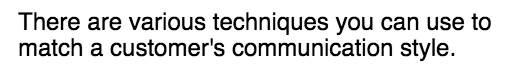 There are various techniques you can use to
match a customer's communication style.